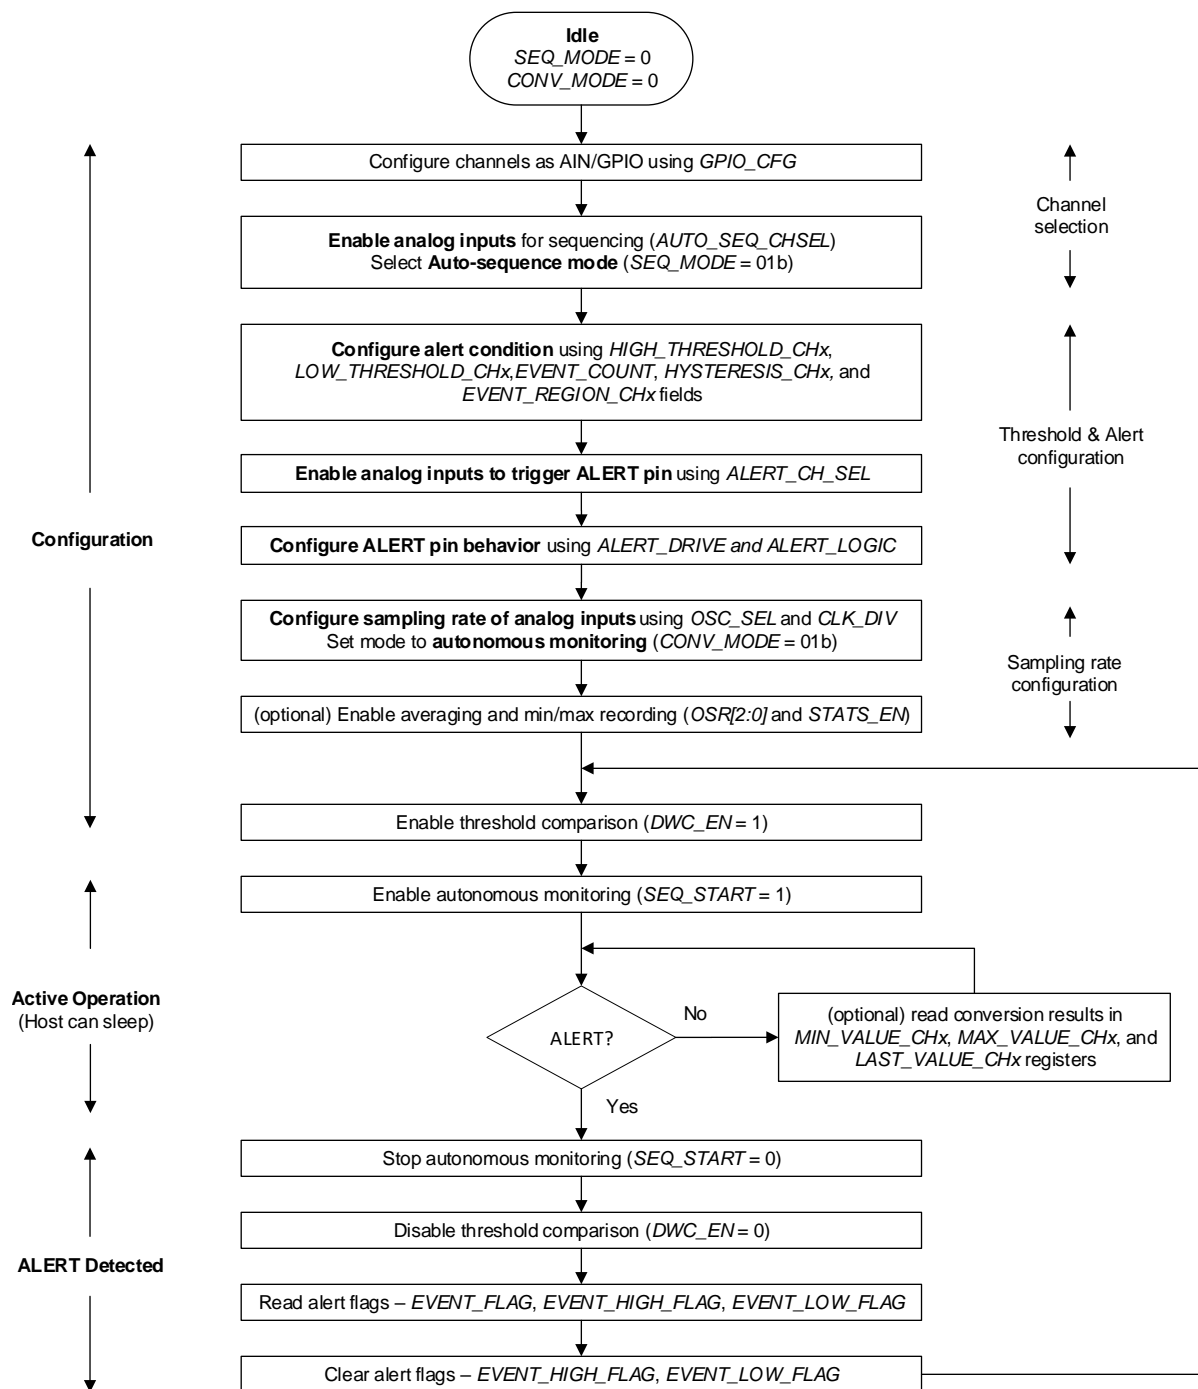 Idle
SEQ_MODE = 0
CONV_MODE = 0
Configure channels as AIN/GPIO using GPIO_CFG
Channel
selection
Enable analog inputs for sequencing (AUTO_SEQ_CHSEL)
Select Auto-sequence mode (SEQ_MODE = 01b)
Configure alert condition using HIGH_THRESHOLD_CHx,
LOW_THRESHOLD_CHx,EVENT_COUNT, HYSTERESIS_CHx, and
EVENT_REGION_CHx fields
Threshold & Alert
configuration
Enable analog inputs to trigger ALERT pin using ALERT_CH_SEL
Configuration
Configure ALERT pin behavior using ALERT_DRIVE and ALERT_LOGIC
Configure sampling rate of analog inputs using OSC_SEL and CLK_DIV
Set mode to autonomous monitoring (CONV_MODE = 01b)
Sampling rate
configuration
(optional) Enable averaging and min/max recording (OSR[2:0] and STATS_EN)
Enable threshold comparison (DWC_EN = 1)
Enable autonomous monitoring (SEQ_START = 1)
Active Operation
(Host can sleep)
ALERT?
No
(optional) read conversion results in
MIN_VALUE_CHx, MAX_VALUE_CHx, and
LAST_VALUE_CHx registers
Yes
Stop autonomous monitoring (SEQ_START = 0)
Disable threshold comparison (DWC_EN = 0)
ALERT Detected
Read alert flags – EVENT_FLAG, EVENT_HIGH_FLAG, EVENT_LOW_FLAG
Clear alert flags – EVENT_HIGH_FLAG, EVENT_LOW_FLAG